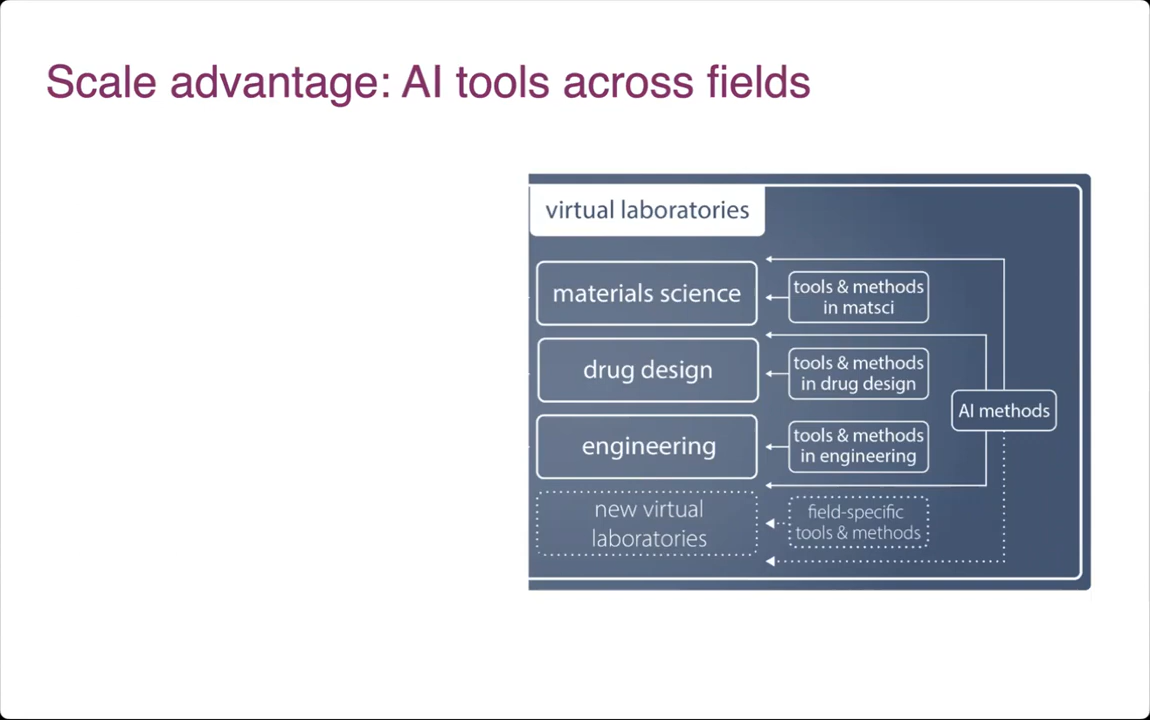 Scale advantage: AI tools across fields
virtual laboratories
materials science
tools & methods
in matsci
drug design
tools & methods
in drug design
AI methods
engineering
tools & methods
in engineering
new virtual
laboratories
field-specific
tools & methods